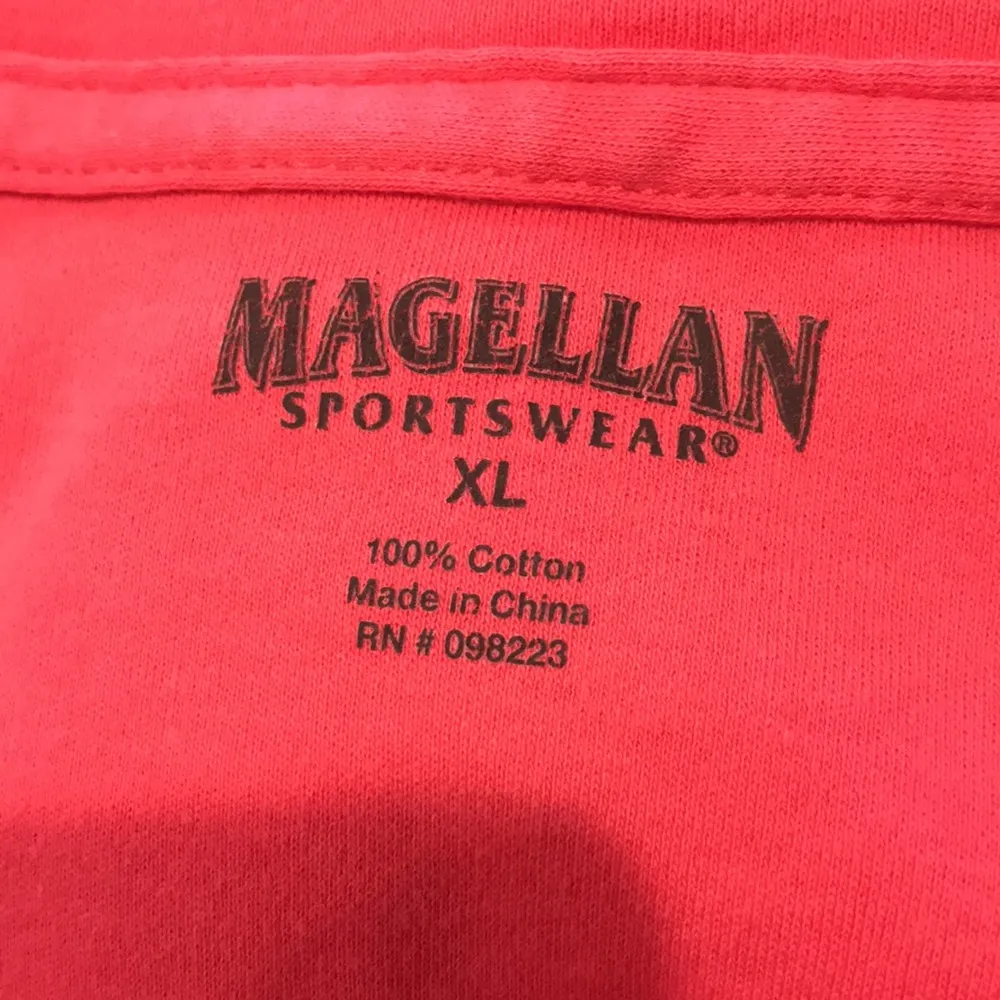 MAGELLAN
SPORTSWEAR®
XL
100% Cotton
Made in China
RN # 098223